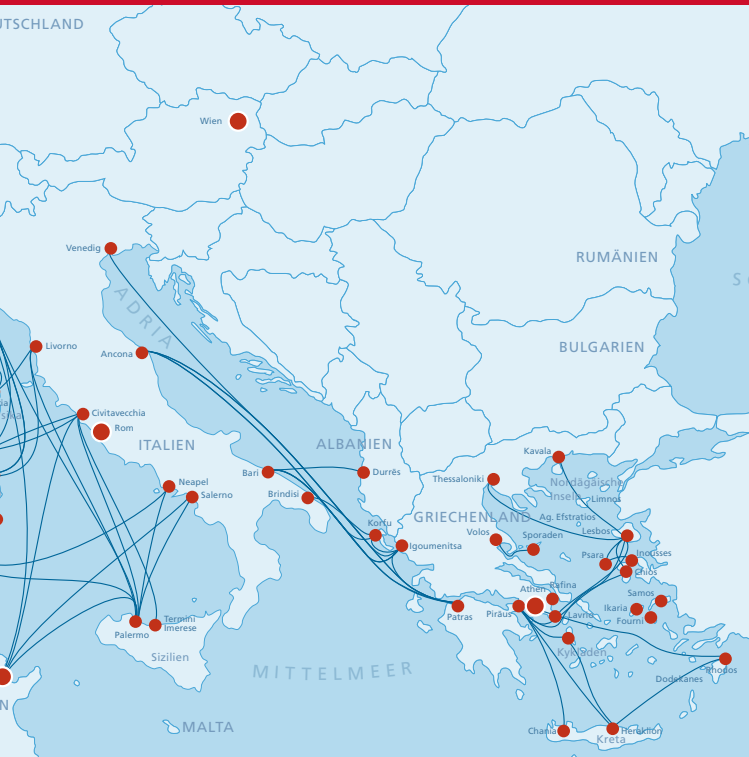 UTSCHLAND
Wien
Venedig
RUMÄNIEN
S
ADRIA
Livorno
Ancona
BULGARIEN
Civitavecchia
Rom
ITALIEN
ALBANIEN
Kavala
Bari
Durrës
Thessaloniki
Nordägäische
Inseln
Limnos
Neapel
Salerno
Brindisi
Korfu
GRIECHENLAND
Ag. Efstratios
Volos
Sporaden
Lesbos
Igoumenitsa
Psara
Inousses
Chios
Athen
Rafina
Samos
Patras
Piräus
Lavrio
Ikaria
Fourni
Palermo
Termini
Imerese
Kykladen
Sizilien
MITTELMEER
Rhodos
Dodekanes
N
MALTA
Chania
Heraklion
Kreta